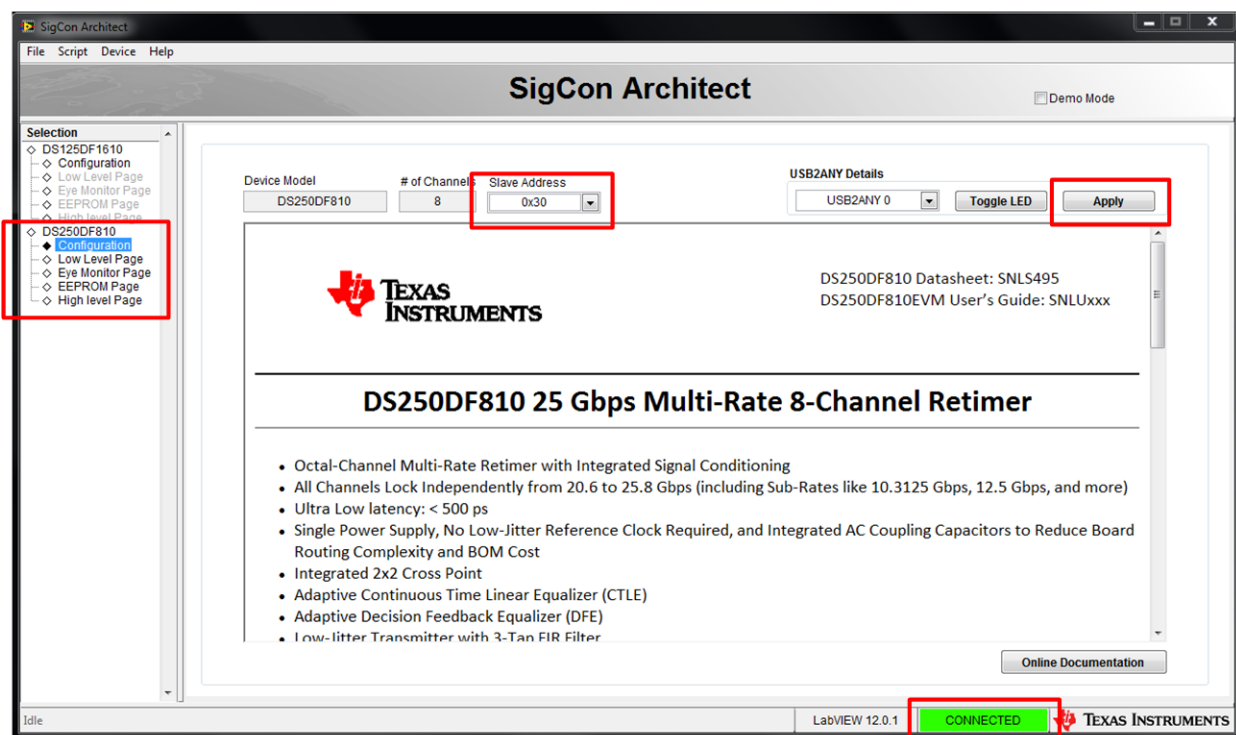 SigCon Architect
File Script Device Help
SigCon Architect
Demo Mode
Selection
DS125DF1610
Configuration
Low Level Page
Eye Monitor Page
EEPROM Page
High level Page
DS250DF810
Configuration
Low Level Page
Eye Monitor Page
EEPROM Page
High level Page
Device Model # of Channels Slave Address USB2ANY Details
DS250DF810 8 0x30 USB2ANY 0 Toggle LED Apply
TEXAS
INSTRUMENTS
DS250DF810 Datasheet: SNLS495
DS250DF810EVM User's Guide: SNLUxxx
DS250DF810 25 Gbps Multi-Rate 8-Channel Retimer
• Octal-Channel Multi-Rate Retimer with Integrated Signal Conditioning
• All Channels Lock Independently from 20.6 to 25.8 Gbps (including Sub-Rates like 10.3125 Gbps, 12.5 Gbps, and more)
• Ultra Low latency: < 500 ps
• Single Power Supply, No Low-Jitter Reference Clock Required, and Integrated AC Coupling Capacitors to Reduce Board
Routing Complexity and BOM Cost
• Integrated 2x2 Cross Point
• Adaptive Continuous Time Linear Equalizer (CTLE)
• Adaptive Decision Feedback Equalizer (DFE)
• Low-Jitter Transmitter with 3-Tap FIR Filter
Online Documentation
Idle LabVIEW 12.0.1 CONNECTED TEXAS INSTRUMENTS